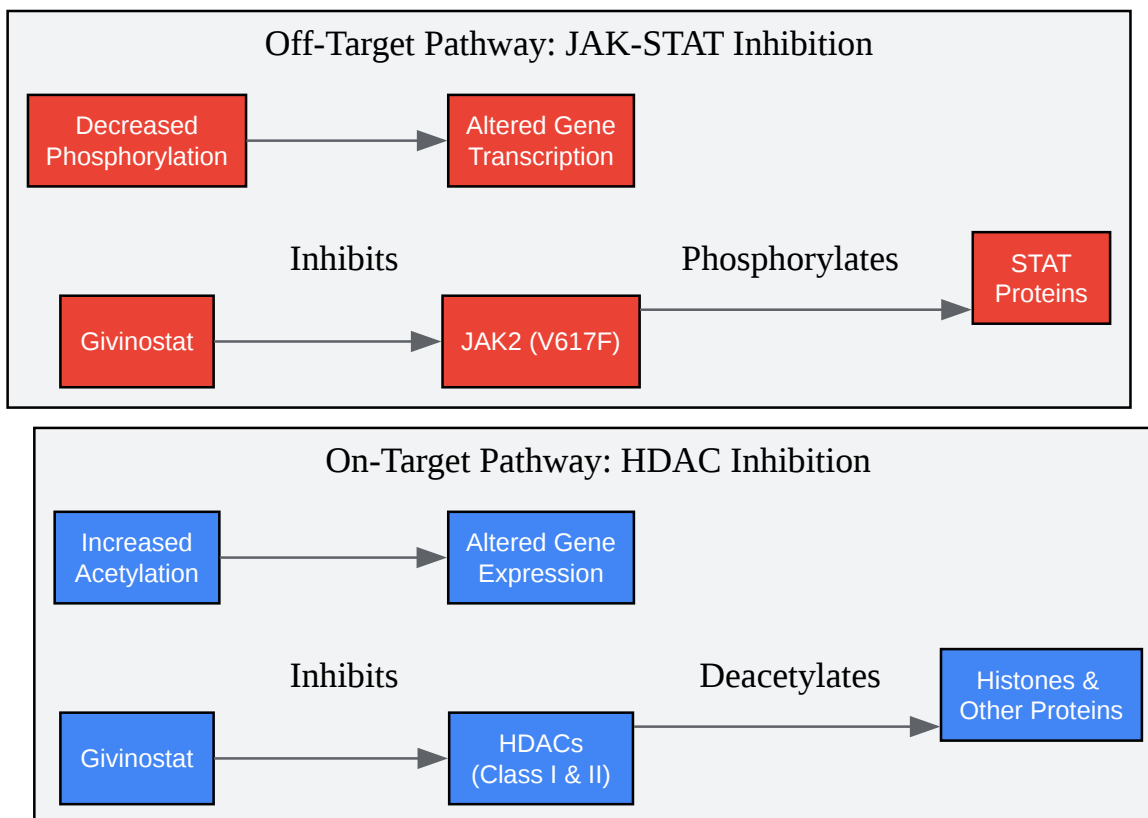 Off-Target Pathway: JAK-STAT Inhibition
Decreased
Phosphorylation
Altered Gene
Transcription
Inhibits
Phosphorylates
STAT
Proteins
Givinostat
JAK2 (V617F)
On-Target Pathway: HDAC Inhibition
Increased
Acetylation
Altered Gene
Expression
Inhibits
Deacetylates
Histones &
Other Proteins
Givinostat
HDACs
(Class I & II)